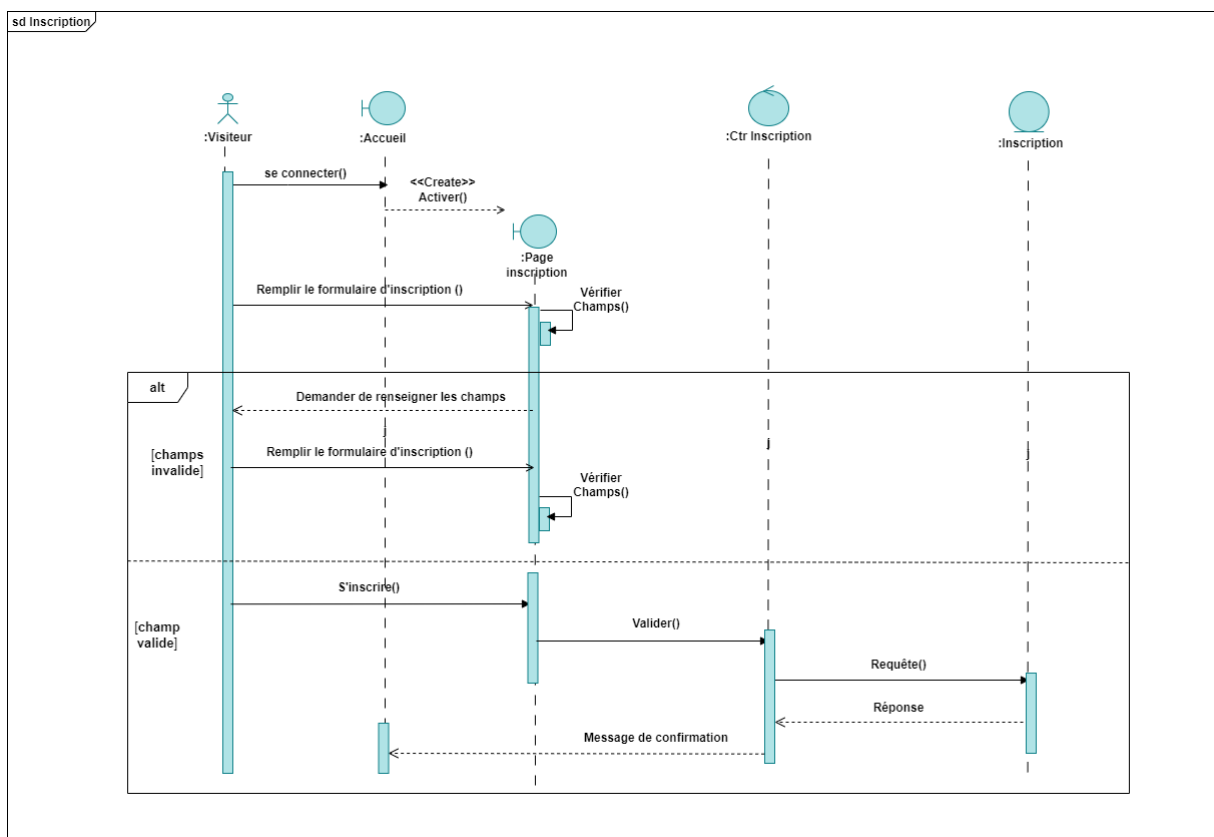 sd Inscription
:Visiteur
:Accueil
:Ctr Inscription
:Inscription
se connecter()
<<Create>>
Activer()
:Page
inscription
Remplir le formulaire d'inscription ()
Vérifier
Champs()
alt
Demander de renseigner les champs
j
j
j
[champs
invalide]
Remplir le formulaire d'inscription ()
Vérifier
Champs()
S'inscrire()
[champ
valide]
Valider()
Requête()
Réponse
Message de confirmation